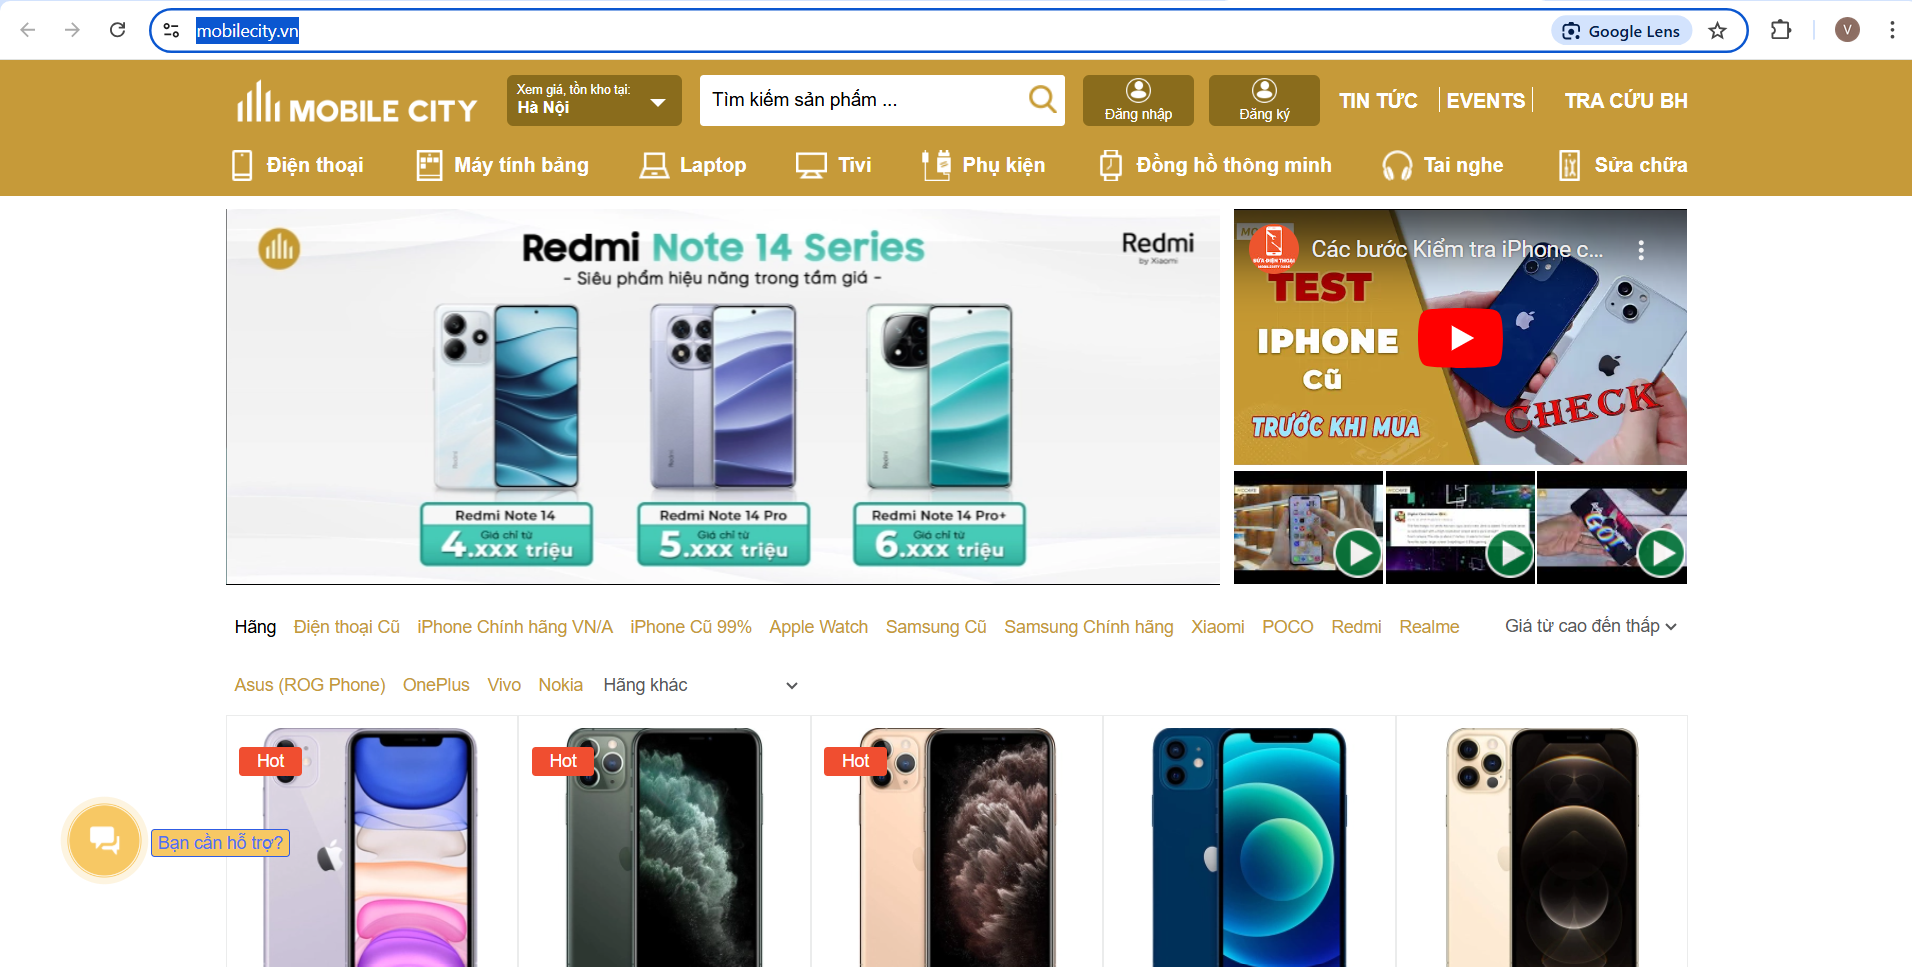 mobilecity.vn
Google Lens
V
MOBILE CITY
Xem giá, tồn kho tại:
Hà Nội
Tìm kiếm sản phẩm ...
Đăng nhập
Đăng ký
TIN TỨC
EVENTS
TRA CỨU BH
Điện thoại
Máy tính bảng
Laptop
Tivi
Phụ kiện
Đồng hồ thông minh
Tai nghe
Sửa chữa
Redmi Note 14 Series
- Siêu phẩm hiệu năng trong tầm giá -
Redmi
by Xiaomi
Redmi
Redmi
Redmi
Redmi Note 14
Giá chỉ từ
4.xxx triệu
Redmi Note 14 Pro
Giá chỉ từ
5.xxx triệu
Redmi Note 14 Pro+
Giá chỉ từ
6.xxx triệu
SỬA ĐIỆN THOẠI
Các bước Kiểm tra iPhone c...
TEST
IPHONE
Cũ
TRƯỚC KHI MUA
CHECK
Hãng Điện thoại Cũ iPhone Chính hãng VN/A iPhone Cũ 99% Apple Watch Samsung Cũ Samsung Chính hãng Xiaomi POCO Redmi Realme
Giá từ cao đến thấp
Asus (ROG Phone) OnePlus Vivo Nokia Hãng khác
Hot
Hot
Hot
Bạn cần hỗ trợ?